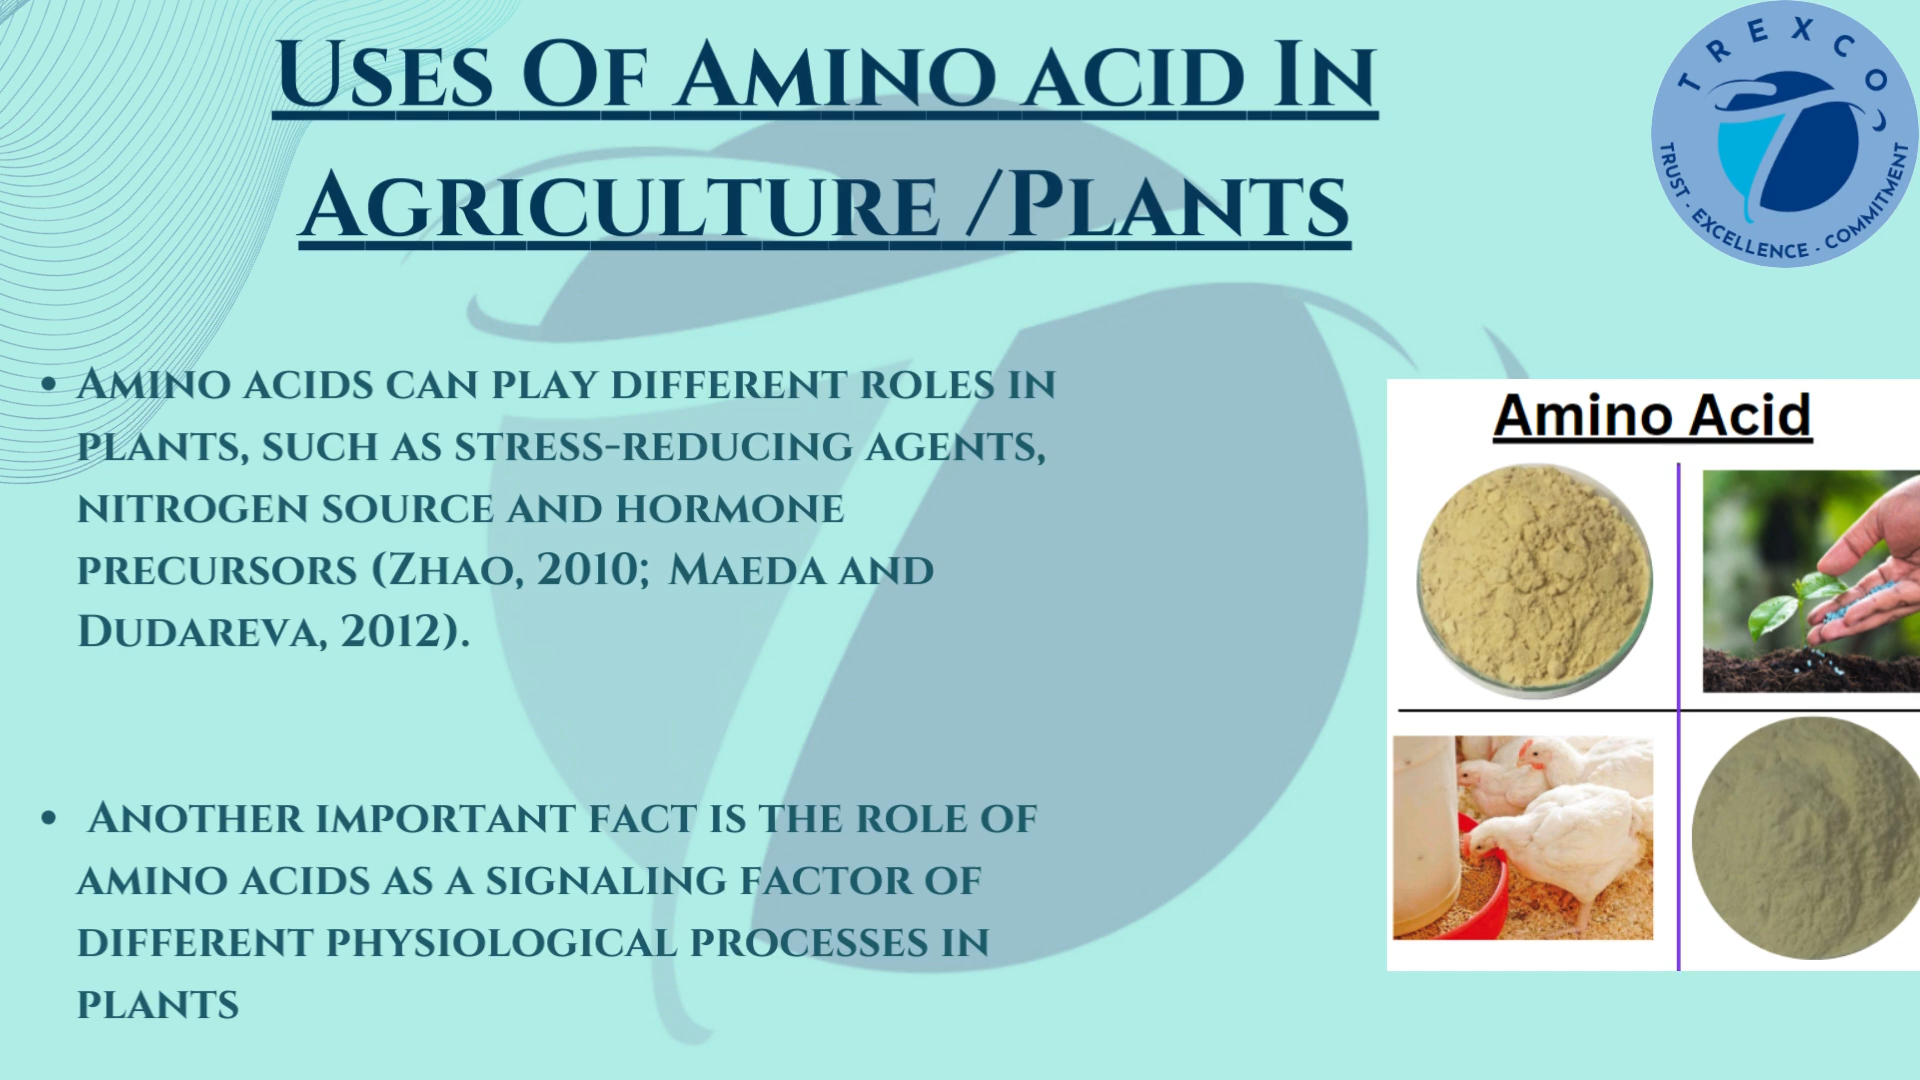 Uses Of Amino acid In
Agriculture /Plants
TREXCO
TRUST - EXCELLENCE - COMMITMENT
• Amino acids can play different roles in
plants, such as stress-reducing agents,
nitrogen source and hormone
precursors (Zhao, 2010; Maeda and
Dudareva, 2012).
Amino Acid
• Another important fact is the role of
amino acids as a signaling factor of
different physiological processes in
plants